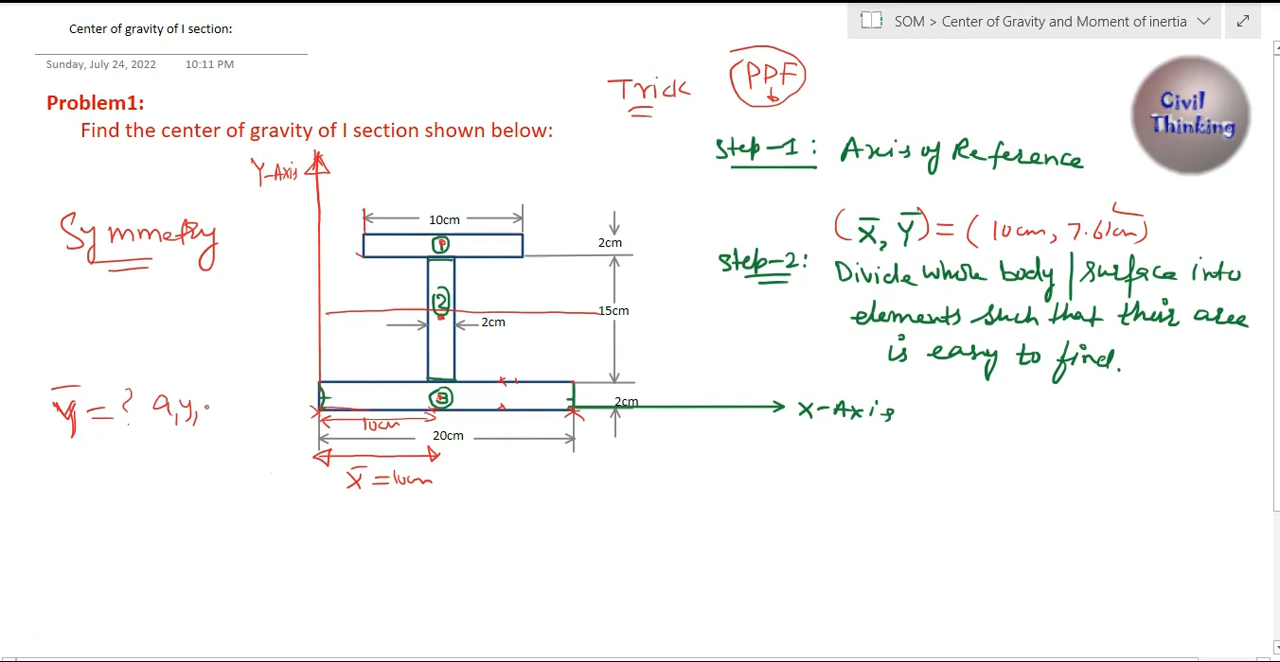 Center of gravity of I section:
SOM > Center of Gravity and Moment of inertia
Sunday, July 24, 2022 10:11 PM
Trick PPF
Civil
Thinking
Problem1:
Find the center of gravity of I section shown below:
Step-1: Axis of Reference
Y-Axis
Symmetry
10cm
2cm
(X̅, Y̅) = (10cm, 7.61cm)
Step-2: Divide whole body / surface into
elements such that their area
is easy to find.
1
2
15cm
2cm
3
2cm
X-Axis
y̅ = ? a,y,
10cm
20cm
X̅ = 10cm